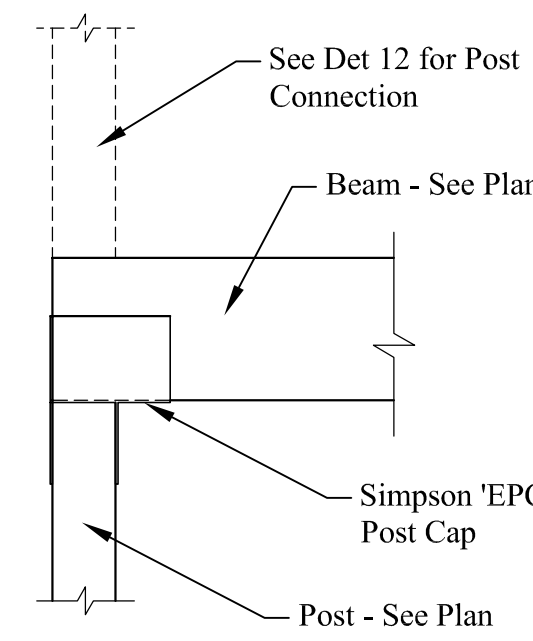 See Det 12 for Post
Connection
Beam - See Plan
Simpson 'EPC
Post Cap
Post - See Plan